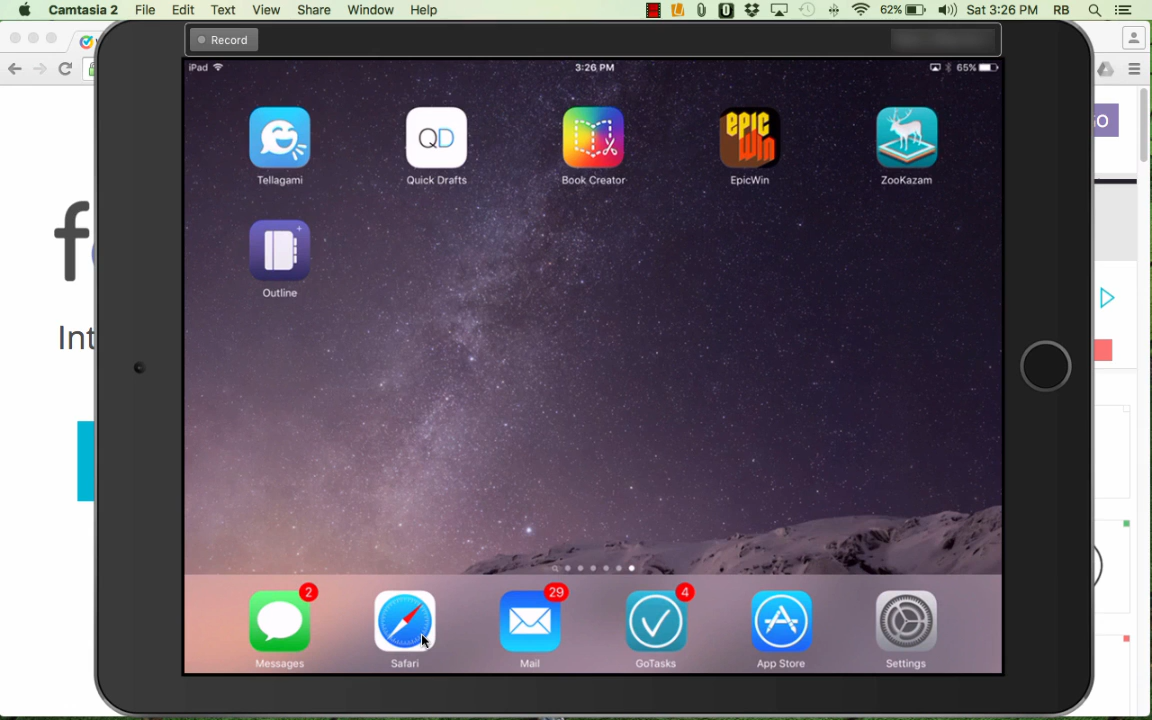 Camtasia 2 File Edit Text View Share Window Help 62% Sat 3:26 PM RB
Record
iPad 3:26 PM 65%
epic win
QD
Tellagami Quick Drafts Book Creator EpicWin ZooKazam
Outline
Int
2 29 4
Messages Safari Mail GoTasks App Store Settings